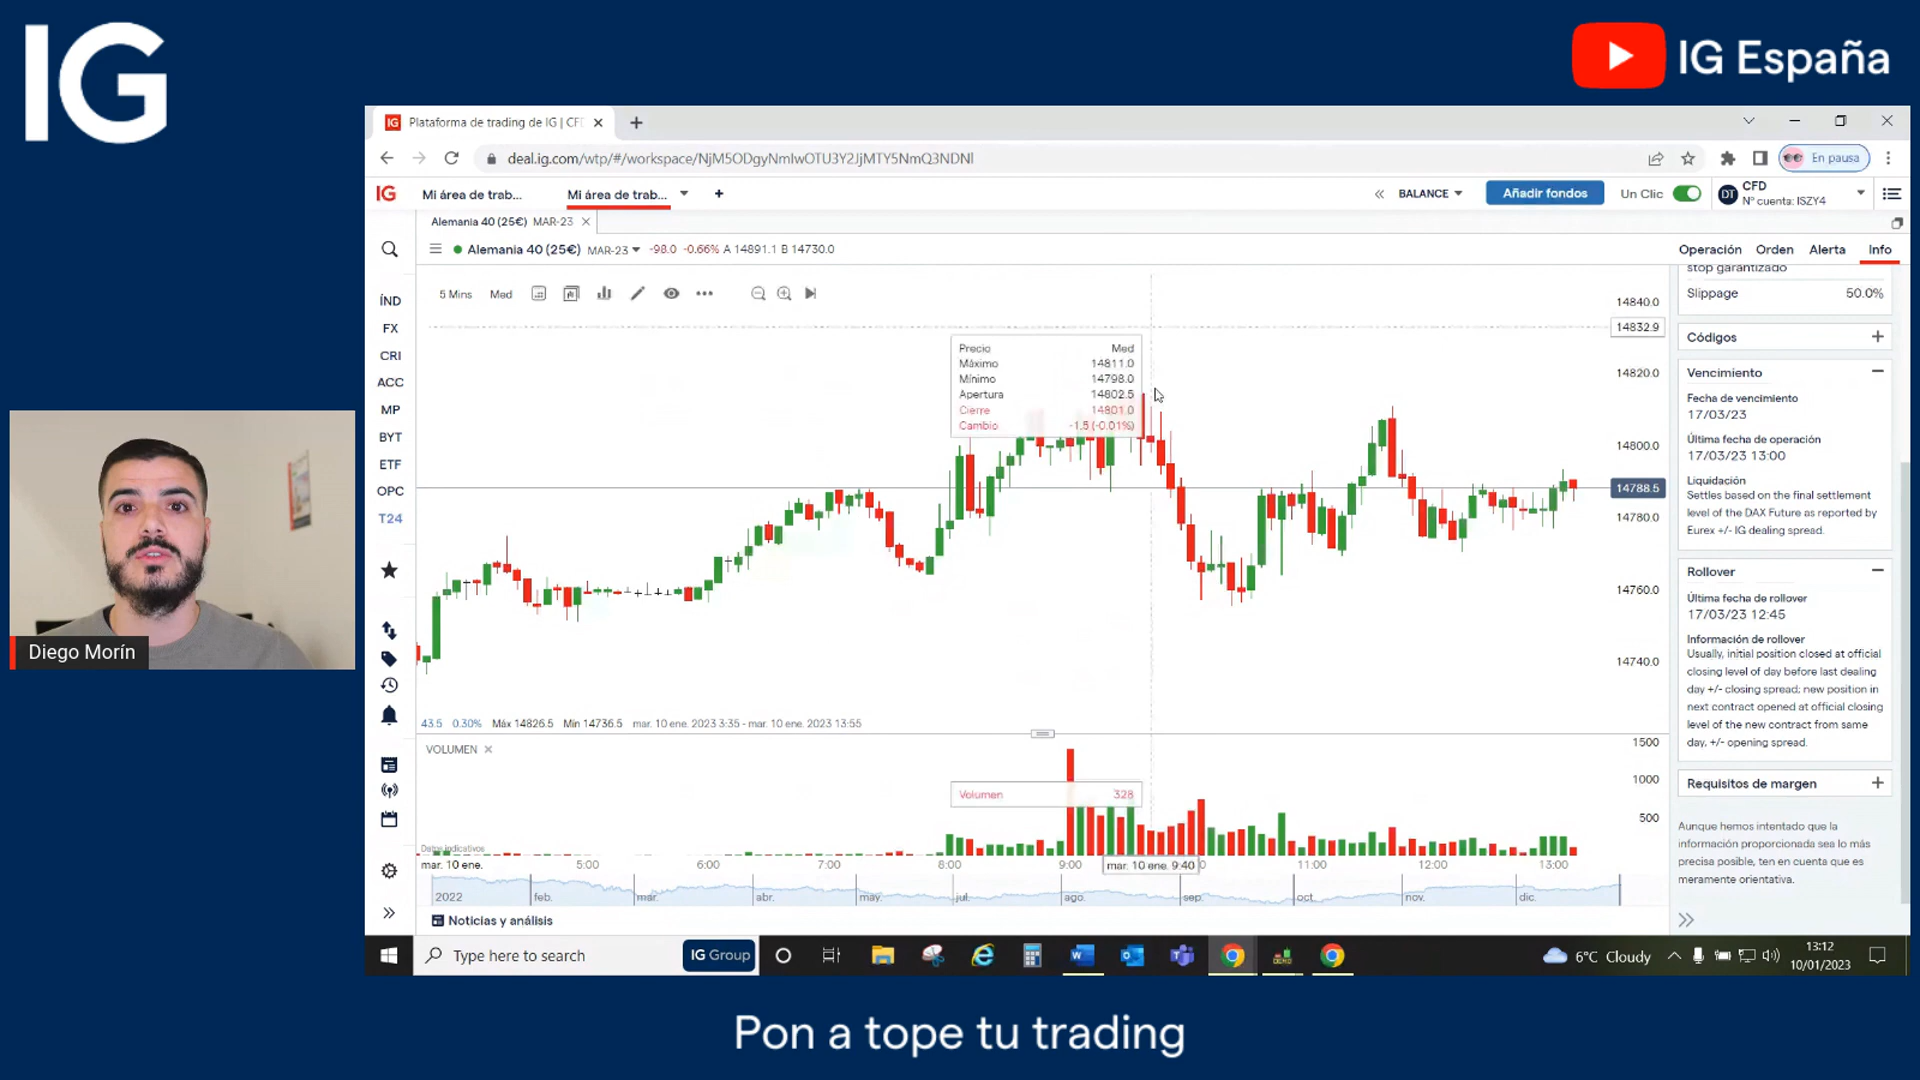 IG
IG España
Plataforma de trading de IG | CFD
deal.ig.com/wtp/#/workspace/NjM5ODgyNmIwOTU3Y2JjMTY5NmQ3NDNl
En pausa
IG
Mi área de trab...
Mi área de trab...
BALANCE
Añadir fondos
Un Clic
DT
CFD
Nº cuenta: ISZY4
Alemania 40 (25€) MAR-23
Alemania 40 (25€) MAR-23 -98.0 -0.66% A 14891.1 B 14730.0
Operación
Orden
Alerta
Info
5 Mins
Med
ÍND
FX
CRI
ACC
MP
BYT
ETF
OPC
T24
Precio Med
Máximo 14811.0
Mínimo 14798.0
Apertura 14802.5
Cierre 14801.0
Cambio -1.5 (-0.01%)
14840.0
14832.9
14820.0
14800.0
14788.5
14780.0
14760.0
14740.0
43.5 0.30% Máx 14826.5 Mín 14736.5 mar. 10 ene. 2023 3:35 - mar. 10 ene. 2023 13:55
VOLUMEN
1500
1000
500
Volumen 328
Datos indicativos
mar. 10 ene. 5:00 6:00 7:00 8:00 9:00 mar. 10 ene. 9:40 11:00 12:00 13:00
2022 feb. mar. abr. may. jul. ago. sep. oct. nov. dic.
Noticias y análisis
stop garantizado
Slippage 50.0%
Códigos
Vencimiento
Fecha de vencimiento
17/03/23
Última fecha de operación
17/03/23 13:00
Liquidación
Settles based on the final settlement
level of the DAX Future as reported by
Eurex +/- IG dealing spread.
Rollover
Última fecha de rollover
17/03/23 12:45
Información de rollover
Usually, initial position closed at official
closing level of day before last dealing
day +/- closing spread; new position in
next contract opened at official closing
level of the new contract from same
day, +/- opening spread.
Requisitos de margen
Aunque hemos intentado que la
información proporcionada sea lo más
precisa posible, ten en cuenta que es
meramente orientativa.
Diego Morín
Type here to search
IG Group
6°C Cloudy
13:12
10/01/2023
Pon a tope tu trading